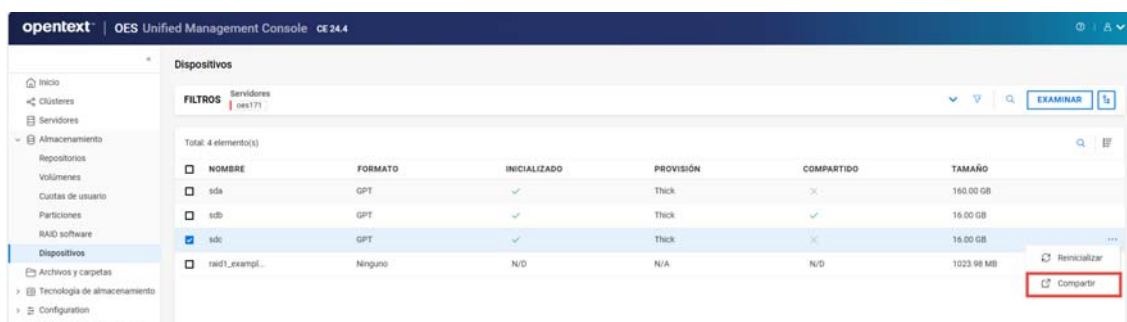 opentext™ | OES Unified Management Console CE 24.4
Dispositivos
Inicio
Clústeres
Servidores
Almacenamiento
Repositorios
Volúmenes
Cuotas de usuario
Particiones
RAID software
Dispositivos
Archivos y carpetas
Tecnología de almacenamiento
Configuration
FILTROS Servidores
oes171
EXAMINAR
Total: 4 elemento(s)
NOMBRE FORMATO INICIALIZADO PROVISIÓN COMPARTIDO TAMAÑO
sda GPT Thick 160.00 GB
sdb GPT Thick 16.00 GB
sdc GPT Thick 16.00 GB
raid1_exampl... Ninguno N/D N/A N/D 1023.98 MB
Reinicializar
Compartir